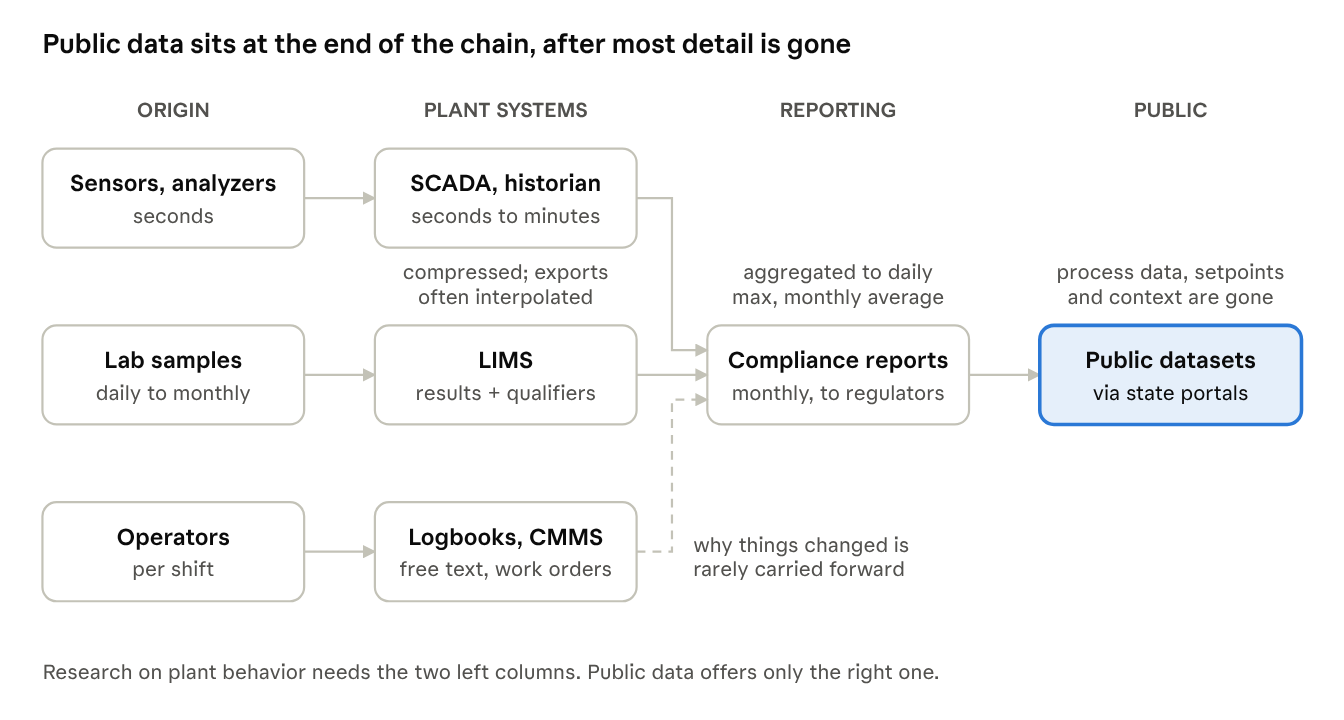 Public data sits at the end of the chain, after most detail is gone
ORIGIN
PLANT SYSTEMS
REPORTING
PUBLIC
Sensors, analyzers
seconds
SCADA, historian
seconds to minutes
compressed; exports
often interpolated
aggregated to daily
max, monthly average
process data, setpoints
and context are gone
Lab samples
daily to monthly
LIMS
results + qualifiers
Compliance reports
monthly, to regulators
Public datasets
via state portals
Operators
per shift
Logbooks, CMMS
free text, work orders
why things changed is
rarely carried forward
Research on plant behavior needs the two left columns. Public data offers only the right one.